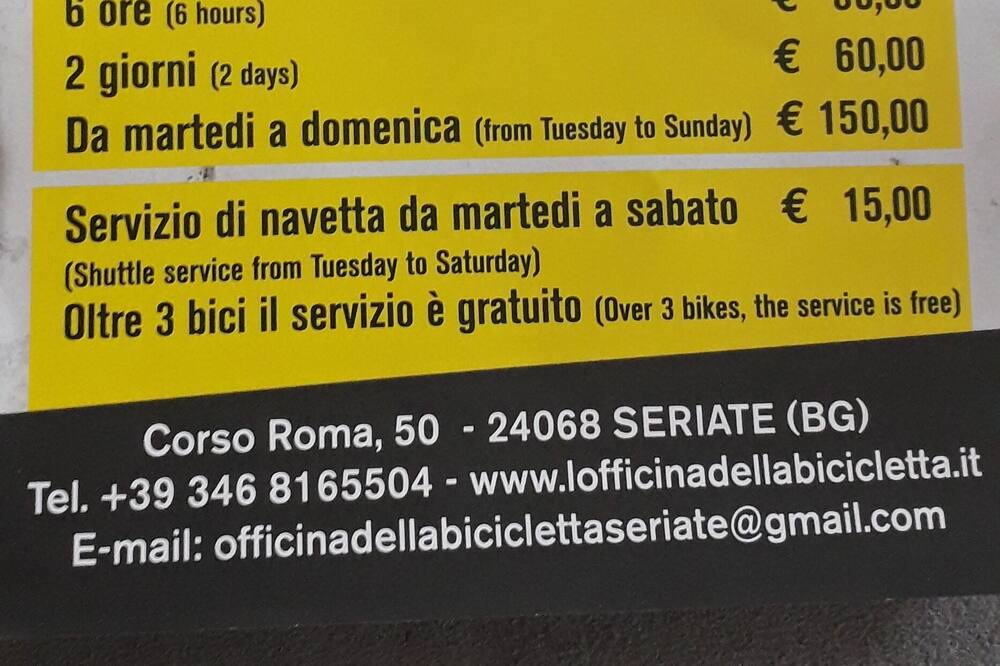 6 ore (6 hours) €
2 giorni (2 days) € 60,00
Da martedi a domenica (from Tuesday to Sunday) € 150,00
Servizio di navetta da martedi a sabato € 15,00
(Shuttle service from Tuesday to Saturday)
Oltre 3 bici il servizio è gratuito (Over 3 bikes, the service is free)
Corso Roma, 50 - 24068 SERIATE (BG)
Tel. +39 346 8165504 - www.lofficinadellabicicletta.it
E-mail: officinadellabiciclettaseriate@gmail.com